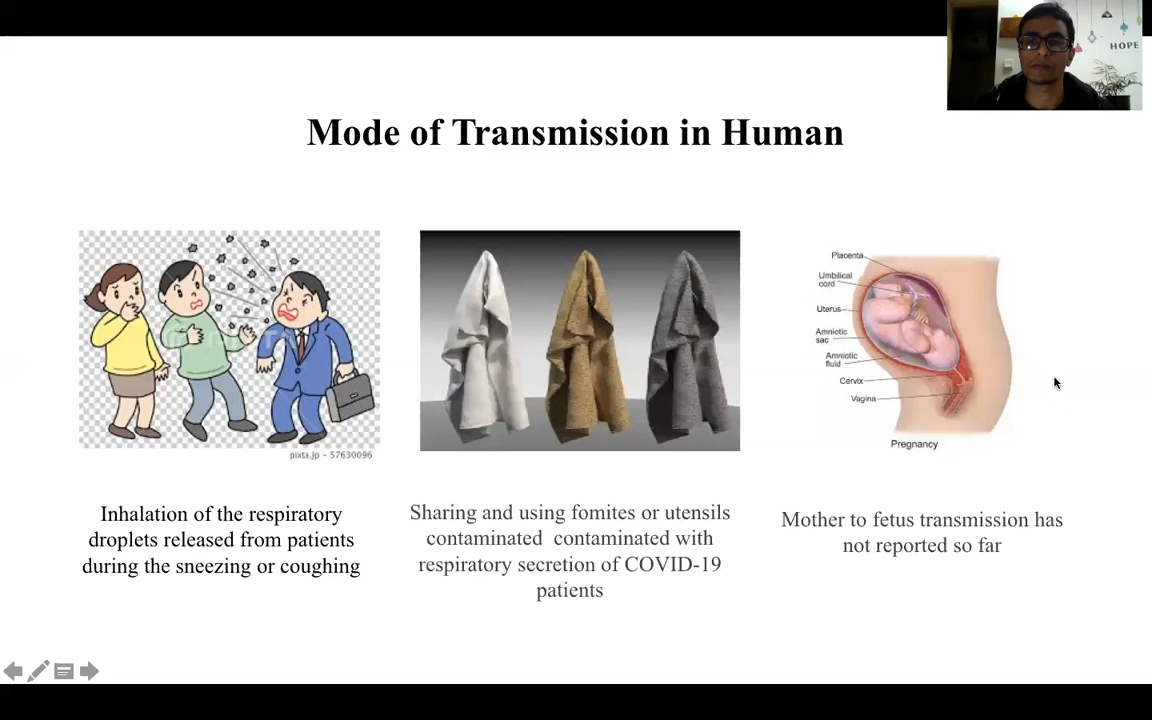 HOPE
Mode of Transmission in Human
pixta.jp - 57630096
Placenta
Umbilical
cord
Uterus
Amniotic
sac
Amniotic
fluid
Cervix
Vagina
Pregnancy
Inhalation of the respiratory
droplets released from patients
during the sneezing or coughing
Sharing and using fomites or utensils
contaminated contaminated with
respiratory secretion of COVID-19
patients
Mother to fetus transmission has
not reported so far